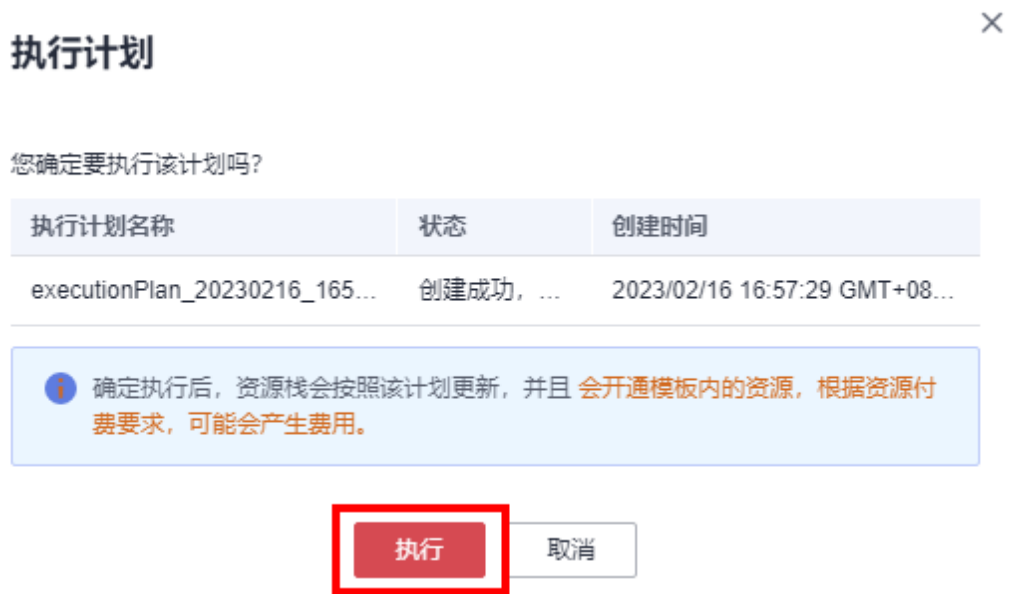 执行计划
您确定要执行该计划吗?
执行计划名称 状态 创建时间
executionPlan_20230216_165... 创建成功，... 2023/02/16 16:57:29 GMT+08...
确定执行后，资源栈会按照该计划更新，并且 会开通模板内的资源，根据资源付
费要求，可能会产生费用。
执行 取消